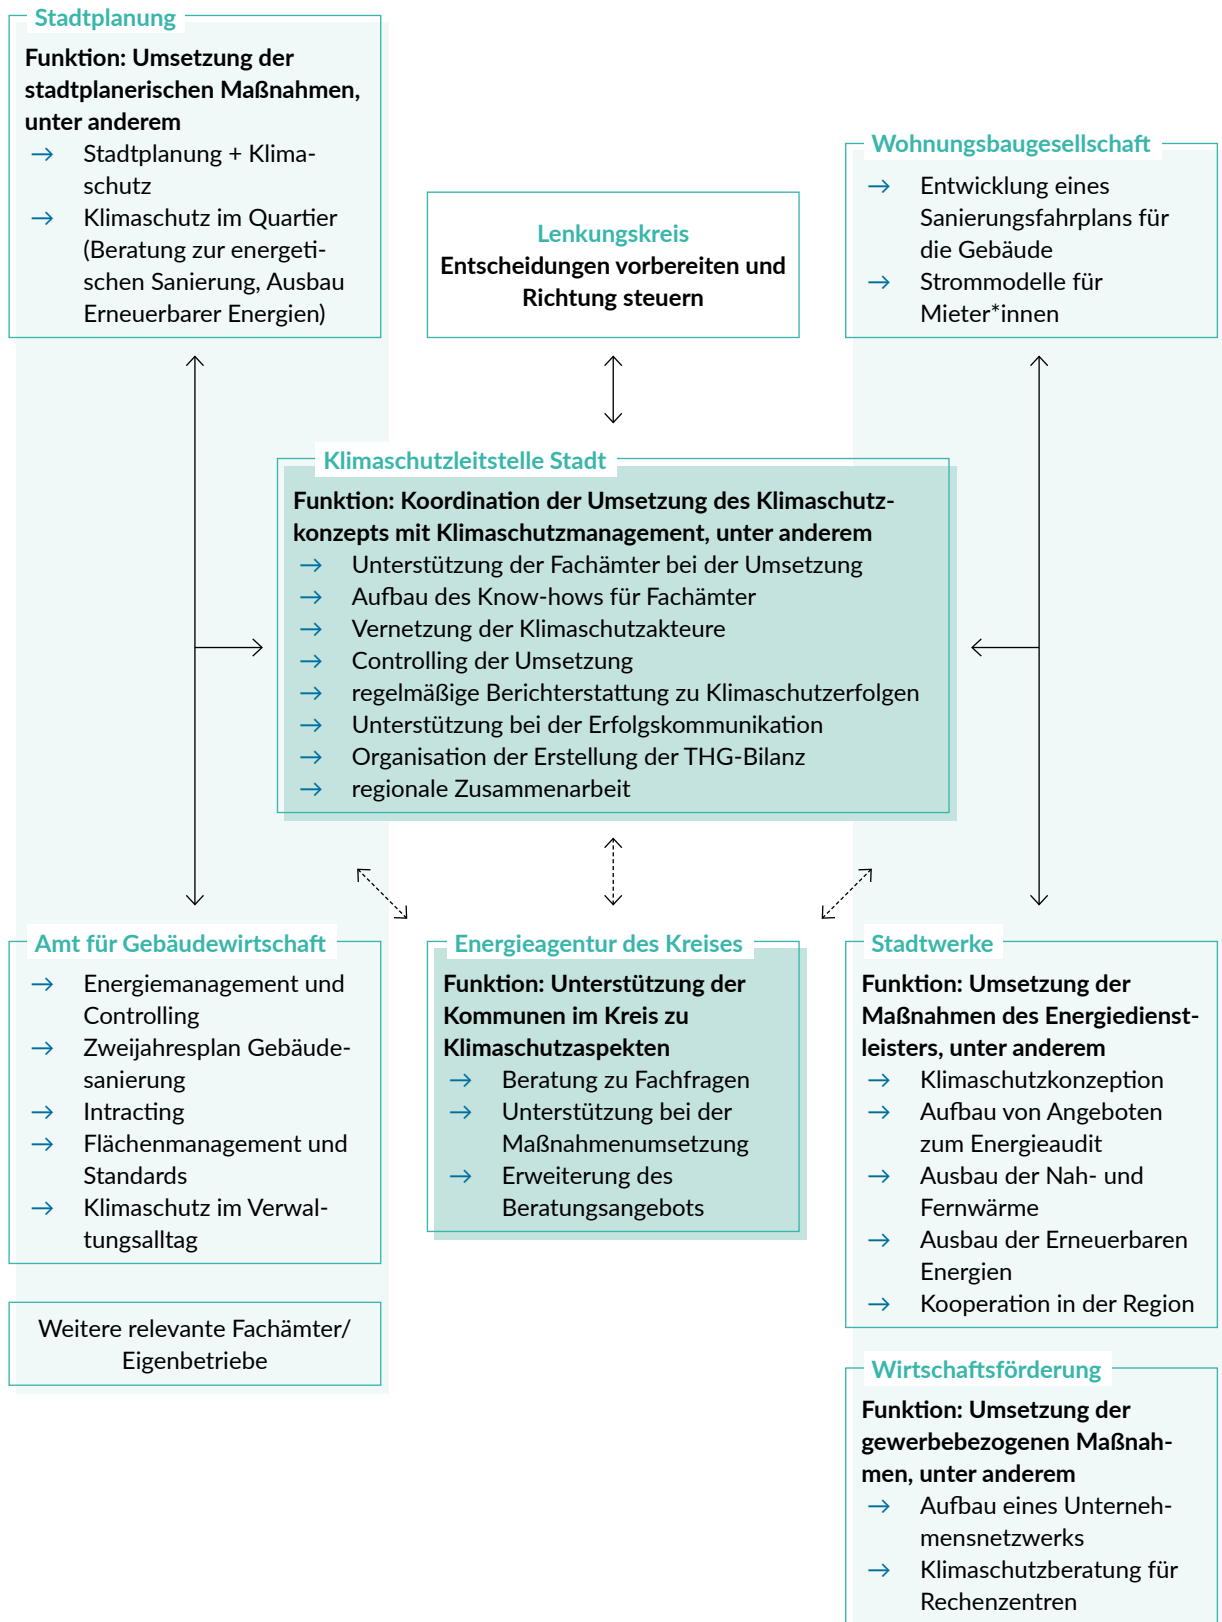 Stadtplanung
Funktion: Umsetzung der
stadtplanerischen Maßnahmen,
unter anderem
→ Stadtplanung + Klima-
schutz
→ Klimaschutz im Quartier
(Beratung zur energeti-
schen Sanierung, Ausbau
Erneuerbarer Energien)
Lenkungskreis
Entscheidungen vorbereiten und
Richtung steuern
Wohnungsbaugesellschaft
→ Entwicklung eines
Sanierungsfahrplans für
die Gebäude
→ Strommodelle für
Mieter*innen
Klimaschutzleitstelle Stadt
Funktion: Koordination der Umsetzung des Klimaschutz-
konzepts mit Klimaschutzmanagement, unter anderem
→ Unterstützung der Fachämter bei der Umsetzung
→ Aufbau des Know-hows für Fachämter
→ Vernetzung der Klimaschutzakteure
→ Controlling der Umsetzung
→ regelmäßige Berichterstattung zu Klimaschutzerfolgen
→ Unterstützung bei der Erfolgskommunikation
→ Organisation der Erstellung der THG-Bilanz
→ regionale Zusammenarbeit
Amt für Gebäudewirtschaft
→ Energiemanagement und
Controlling
→ Zweijahresplan Gebäude-
sanierung
→ Intracting
→ Flächenmanagement und
Standards
→ Klimaschutz im Verwal-
tungsalltag
Weitere relevante Fachämter/
Eigenbetriebe
Energieagentur des Kreises
Funktion: Unterstützung der
Kommunen im Kreis zu
Klimaschutzaspekten
→ Beratung zu Fachfragen
→ Unterstützung bei der
Maßnahmenumsetzung
→ Erweiterung des
Beratungsangebots
Stadtwerke
Funktion: Umsetzung der
Maßnahmen des Energiedienst-
leisters, unter anderem
→ Klimaschutzkonzeption
→ Aufbau von Angeboten
zum Energieaudit
→ Ausbau der Nah- und
Fernwärme
→ Ausbau der Erneuerbaren
Energien
→ Kooperation in der Region
Wirtschaftsförderung
Funktion: Umsetzung der
gewerbebezogenen Maßnah-
men, unter anderem
→ Aufbau eines Unterneh-
mensnetzwerks
→ Klimaschutzberatung für
Rechenzentren